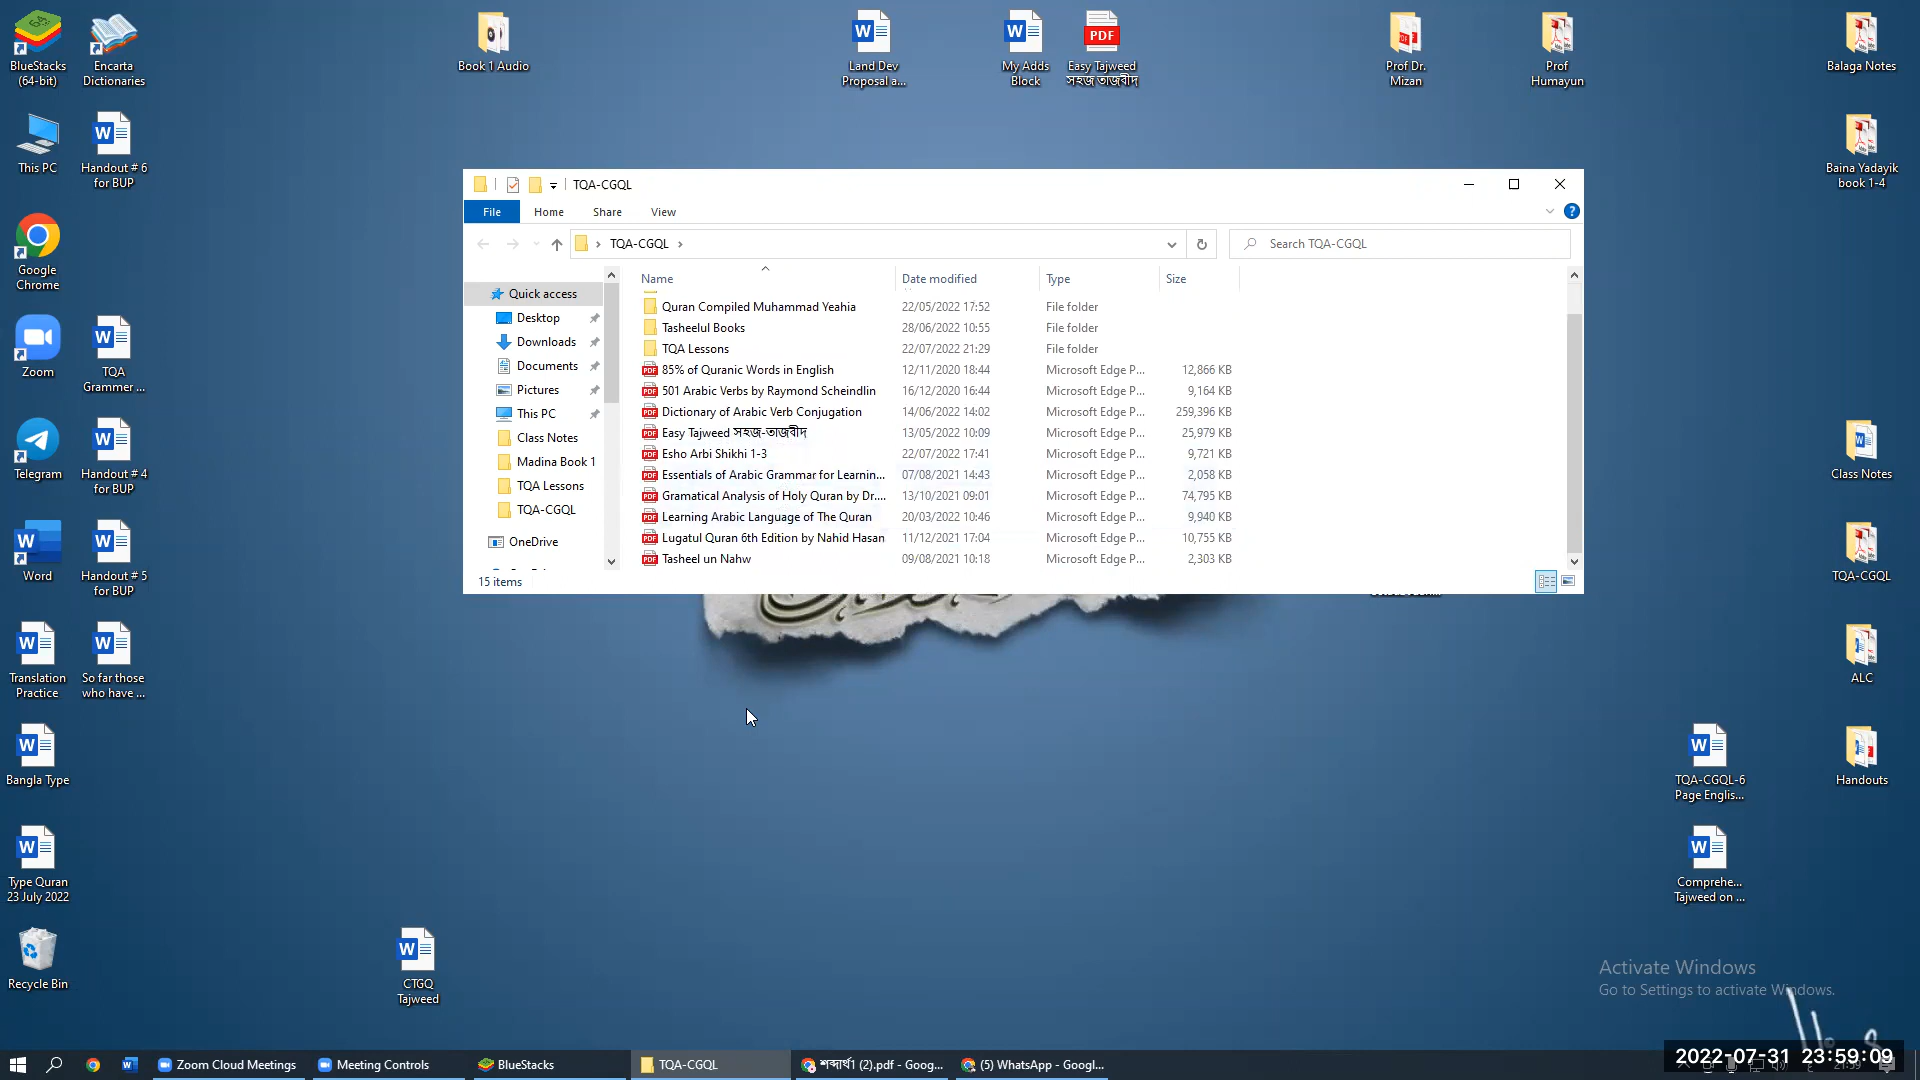 BlueStacks
(64-bit)
Encarta
Dictionaries
Book 1 Audio
Land Dev
Proposal a...
My Adds
Block
Easy Tajweed
সহজ তাজবীদ
Prof Dr.
Mizan
Prof
Humayun
Balaga Notes
This PC
Handout # 6
for BUP
Baina Yadayik
book 1-4
TQA-CGQL
File
Home
Share
View
TQA-CGQL
Search TQA-CGQL
Name
Date modified
Type
Size
Quick access
Desktop
Downloads
Documents
Pictures
This PC
Class Notes
Madina Book 1
TQA Lessons
TQA-CGQL
OneDrive
Quran Compiled Muhammad Yeahia 22/05/2022 17:52 File folder
Tasheelul Books 28/06/2022 10:55 File folder
TQA Lessons 22/07/2022 21:29 File folder
85% of Quranic Words in English 12/11/2020 18:44 Microsoft Edge P... 12,866 KB
501 Arabic Verbs by Raymond Scheindlin 16/12/2020 16:44 Microsoft Edge P... 9,164 KB
Dictionary of Arabic Verb Conjugation 14/06/2022 14:02 Microsoft Edge P... 259,396 KB
Easy Tajweed সহজ-তাজবীদ 13/05/2022 10:09 Microsoft Edge P... 25,979 KB
Esho Arbi Shikhi 1-3 22/07/2022 17:41 Microsoft Edge P... 9,721 KB
Essentials of Arabic Grammar for Learnin... 07/08/2021 14:43 Microsoft Edge P... 2,058 KB
Gramatical Analysis of Holy Quran by Dr.... 13/10/2021 09:01 Microsoft Edge P... 74,795 KB
Learning Arabic Language of The Quran 20/03/2022 10:46 Microsoft Edge P... 9,940 KB
Lugatul Quran 6th Edition by Nahid Hasan 11/12/2021 17:04 Microsoft Edge P... 10,755 KB
Tasheel un Nahw 09/08/2021 10:18 Microsoft Edge P... 2,303 KB
15 items
Google
Chrome
Zoom
TQA
Grammer ...
Telegram
Handout # 4
for BUP
Class Notes
Word
Handout # 5
for BUP
TQA-CGQL
Translation
Practice
So far those
who have ...
ALC
Bangla Type
TQA-CGQL-6
Page Englis...
Handouts
Type Quran
23 July 2022
Comprehe...
Tajweed on ...
Recycle Bin
CTGQ
Tajweed
Activate Windows
Go to Settings to activate Windows.
Zoom Cloud Meetings
Meeting Controls
BlueStacks
TQA-CGQL
শব্দার্থ1 (2).pdf - Goog...
(5) WhatsApp - Googl...
2022-07-31 23:59:09